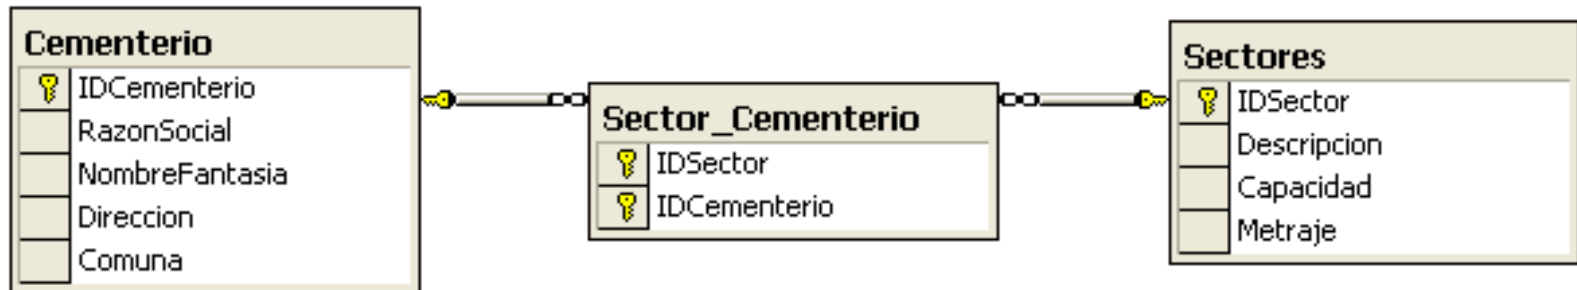 Cementerio
IDCementerio
RazonSocial
NombreFantasia
Direccion
Comuna
Sector_Cementerio
IDSector
IDCementerio
Sectores
IDSector
Descripcion
Capacidad
Metraje